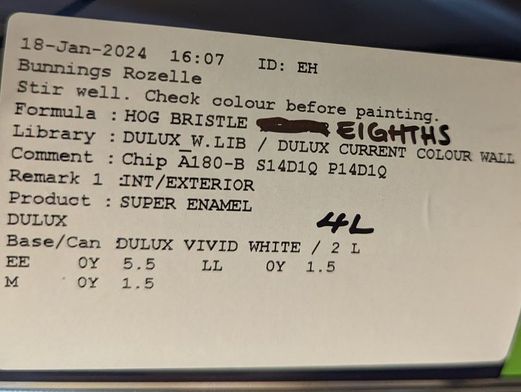 18-Jan-2024 16:07 ID: EH
Bunnings Rozelle
Stir well. Check colour before painting.
Formula : HOG BRISTLE EIGHTHS
Library : DULUX_W.LIB / DULUX CURRENT COLOUR WALL
Comment : Chip A180-B S14D1Q P14D1Q
Remark 1 :INT/EXTERIOR
Product : SUPER ENAMEL
DULUX 4L
Base/Can :DULUX VIVID WHITE / 2 L
EE 0Y 5.5 LL 0Y 1.5
M 0Y 1.5